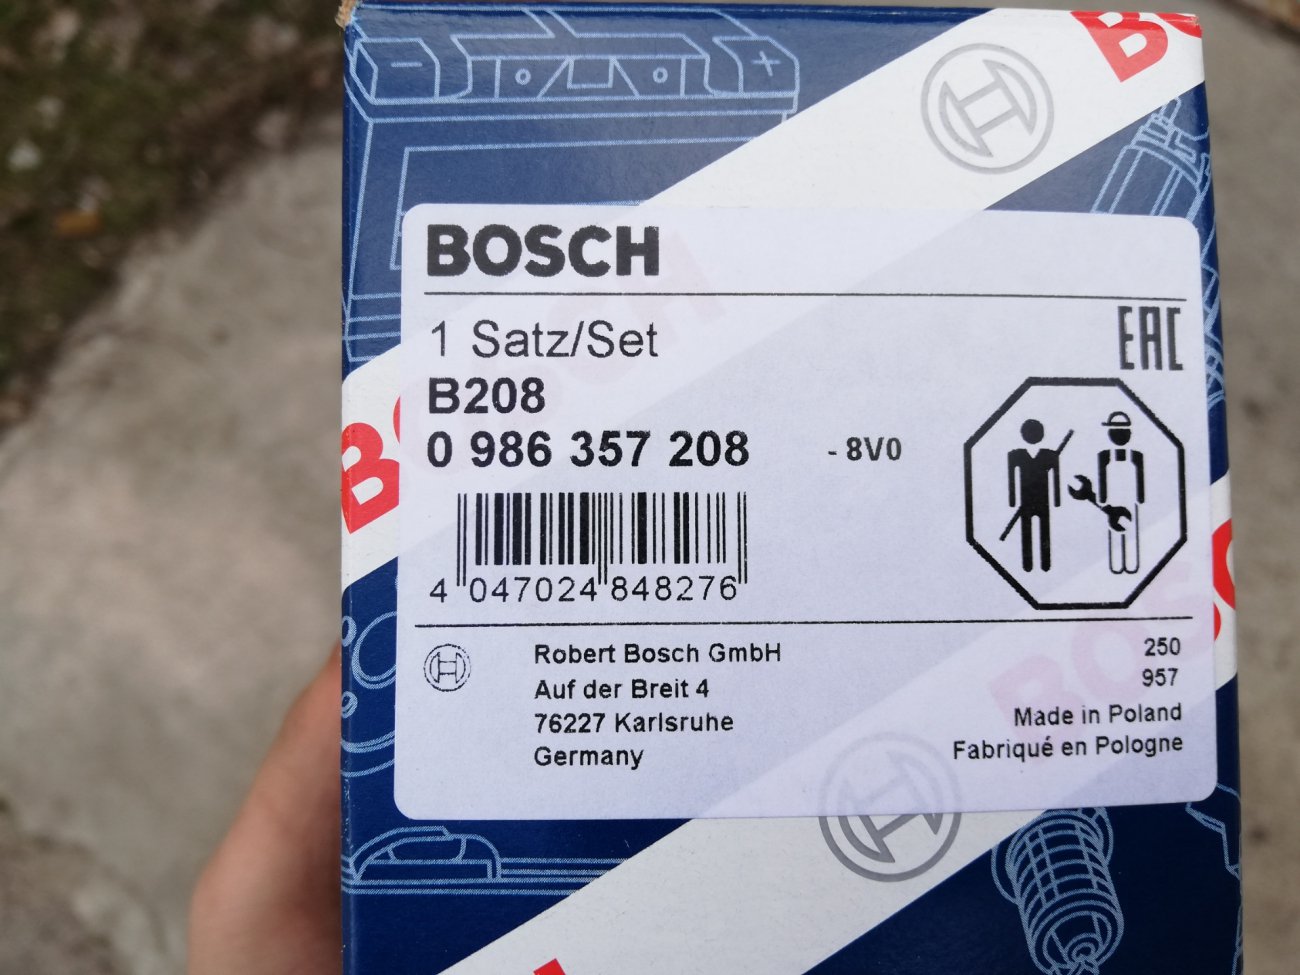 BOSCH
1 Satz/Set
EAC
B208
0 986 357 208 - 8V0
4 047024 848276
Robert Bosch GmbH
Auf der Breit 4
76227 Karlsruhe
Germany
250
957
Made in Poland
Fabriqué en Pologne